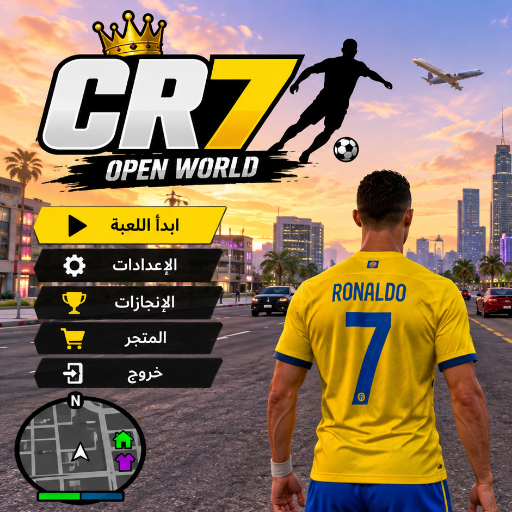 CR7
OPEN WORLD
ابدأ اللعبة
الإعدادات
الإنجازات
المتجر
خروج
N
RONALDO
7